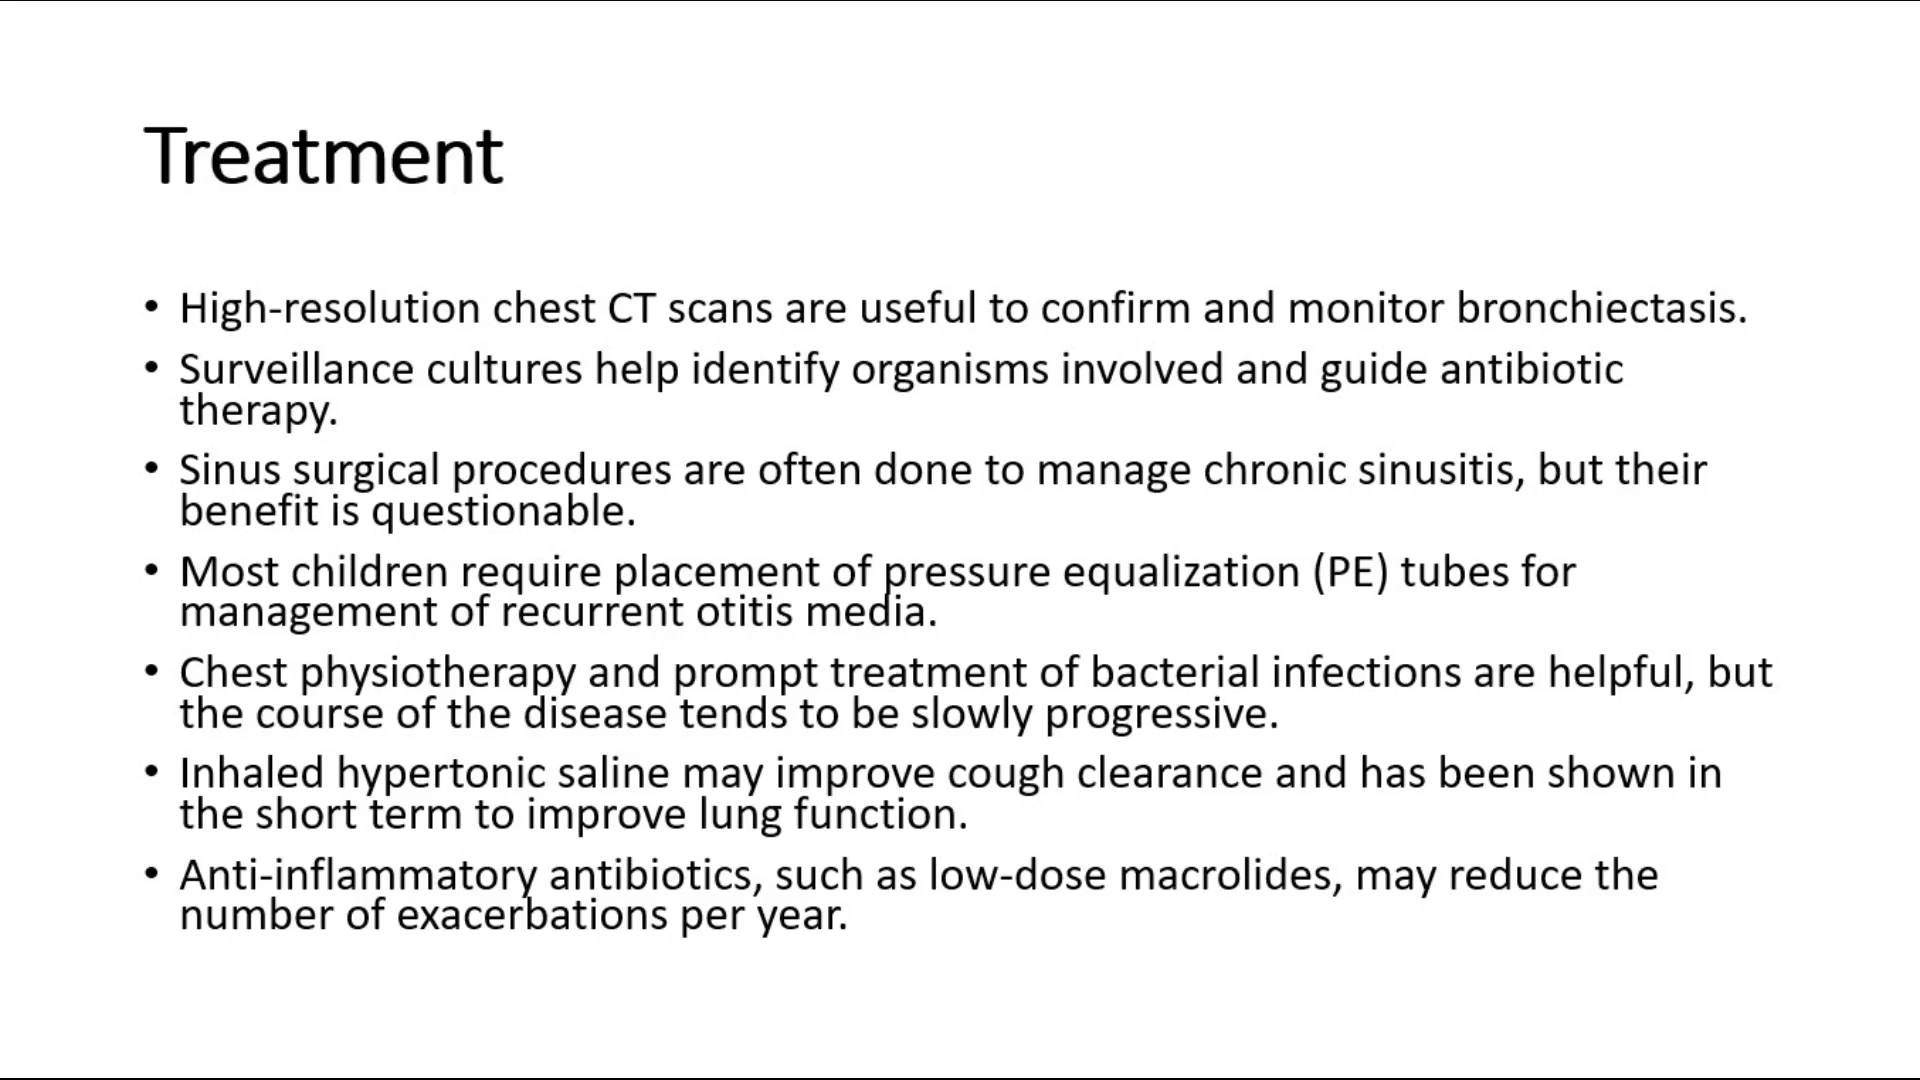 Treatment
• High-resolution chest CT scans are useful to confirm and monitor bronchiectasis.
• Surveillance cultures help identify organisms involved and guide antibiotic
therapy.
• Sinus surgical procedures are often done to manage chronic sinusitis, but their
benefit is questionable.
• Most children require placement of pressure equalization (PE) tubes for
management of recurrent otitis media.
• Chest physiotherapy and prompt treatment of bacterial infections are helpful, but
the course of the disease tends to be slowly progressive.
• Inhaled hypertonic saline may improve cough clearance and has been shown in
the short term to improve lung function.
• Anti-inflammatory antibiotics, such as low-dose macrolides, may reduce the
number of exacerbations per year.